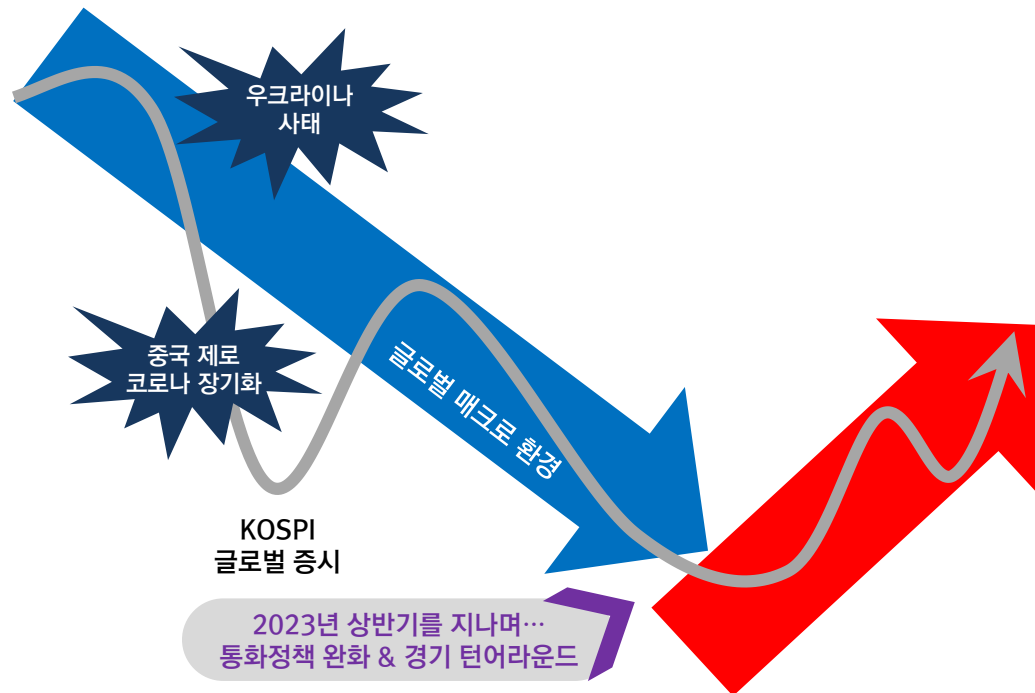 우크라이나
사태
중국 제로
코로나 장기화
글로벌 매크로 환경
KOSPI
글로벌 증시
2023년 상반기를 지나며…
통화정책 완화 & 경기 턴어라운드